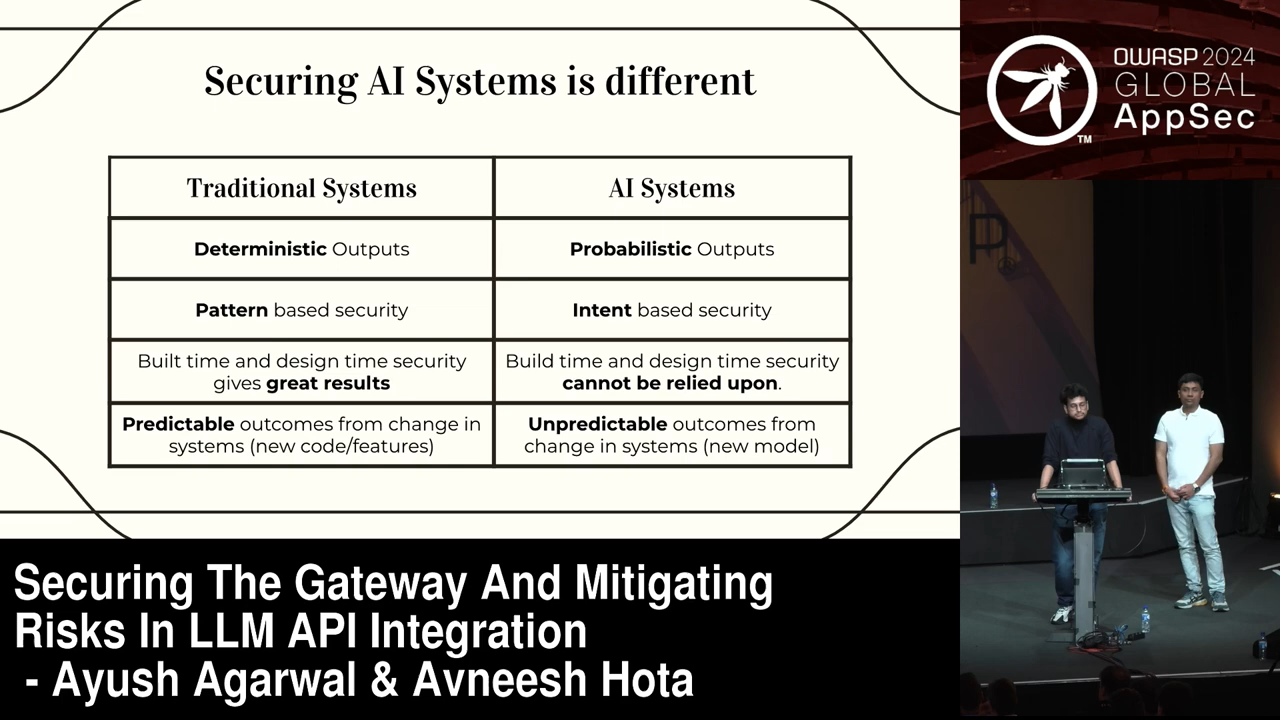 Securing AI Systems is different
Traditional Systems
AI Systems
Deterministic Outputs
Probabilistic Outputs
Pattern based security
Intent based security
Built time and design time security
gives great results
Build time and design time security
cannot be relied upon.
Predictable outcomes from change in
systems (new code/features)
Unpredictable outcomes from
change in systems (new model)
Securing The Gateway And Mitigating
Risks In LLM API Integration
- Ayush Agarwal & Avneesh Hota
OWASP 2024
GLOBAL
AppSec
TM
P